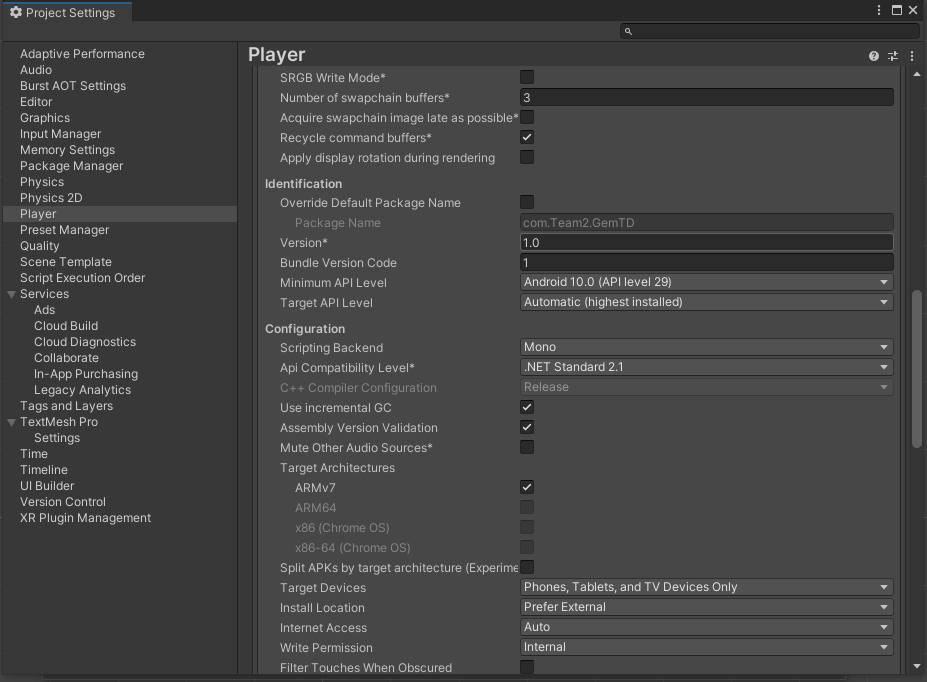 Project Settings
Adaptive Performance
Audio
Burst AOT Settings
Editor
Graphics
Input Manager
Memory Settings
Package Manager
Physics
Physics 2D
Player
Preset Manager
Quality
Scene Template
Script Execution Order
Services
Ads
Cloud Build
Cloud Diagnostics
Collaborate
In-App Purchasing
Legacy Analytics
Tags and Layers
TextMesh Pro
Settings
Time
Timeline
UI Builder
Version Control
XR Plugin Management
Player
SRGB Write Mode*
Number of swapchain buffers* 3
Acquire swapchain image late as possible*
Recycle command buffers*
Apply display rotation during rendering
Identification
Override Default Package Name
Package Name com.Team2.GemTD
Version* 1.0
Bundle Version Code 1
Minimum API Level Android 10.0 (API level 29)
Target API Level Automatic (highest installed)
Configuration
Scripting Backend Mono
Api Compatibility Level* .NET Standard 2.1
C++ Compiler Configuration Release
Use incremental GC
Assembly Version Validation
Mute Other Audio Sources*
Target Architectures
ARMv7
ARM64
x86 (Chrome OS)
x86-64 (Chrome OS)
Split APKs by target architecture (Experime
Target Devices Phones, Tablets, and TV Devices Only
Install Location Prefer External
Internet Access Auto
Write Permission Internal
Filter Touches When Obscured